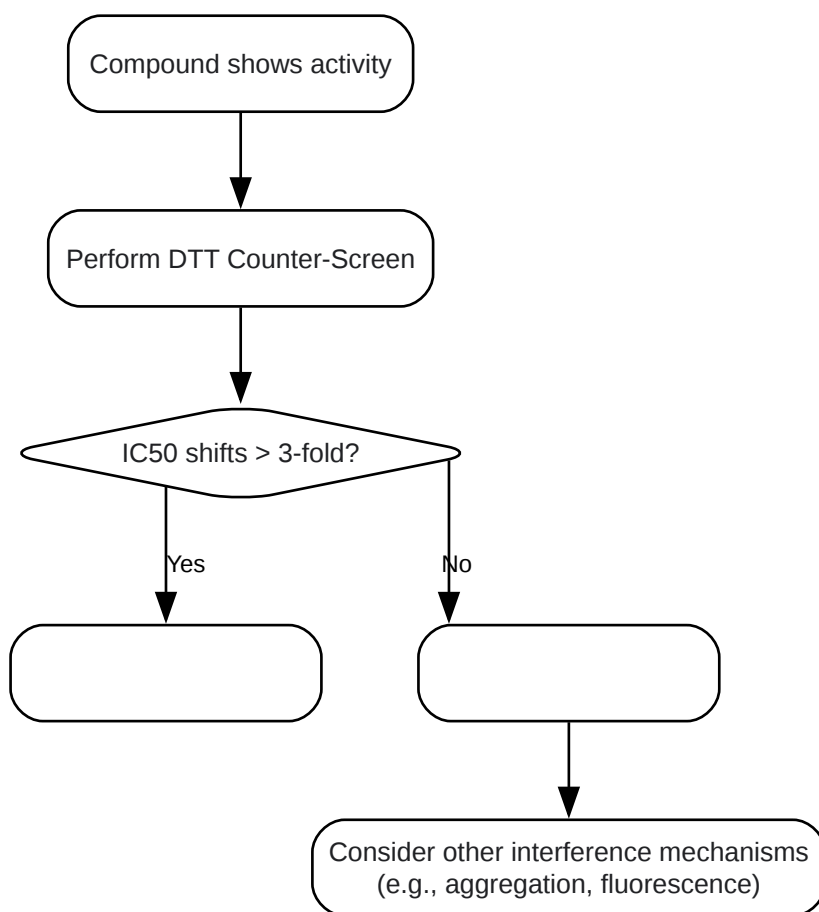 Compound shows activity
Perform DTT Counter-Screen
IC50 shifts > 3-fold?
Yes
No
Consider other interference mechanisms
(e.g., aggregation, fluorescence)